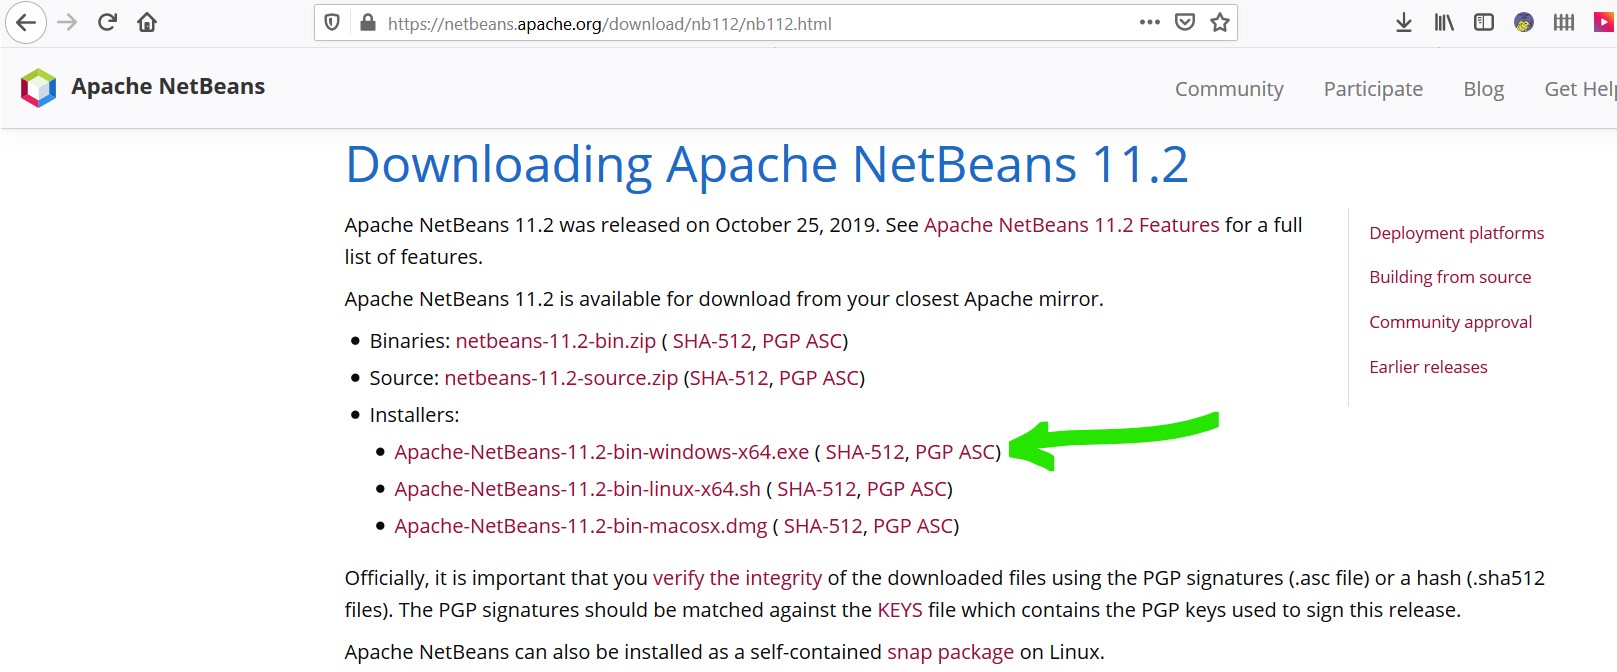 https://netbeans.apache.org/download/nb112/nb112.html
Apache NetBeans
Community Participate Blog Get Help
Downloading Apache NetBeans 11.2
Apache NetBeans 11.2 was released on October 25, 2019. See Apache NetBeans 11.2 Features for a full
list of features.
Apache NetBeans 11.2 is available for download from your closest Apache mirror.
Binaries: netbeans-11.2-bin.zip ( SHA-512, PGP ASC)
Source: netbeans-11.2-source.zip (SHA-512, PGP ASC)
Installers:
Apache-NetBeans-11.2-bin-windows-x64.exe ( SHA-512, PGP ASC)
Apache-NetBeans-11.2-bin-linux-x64.sh ( SHA-512, PGP ASC)
Apache-NetBeans-11.2-bin-macosx.dmg ( SHA-512, PGP ASC)
Officially, it is important that you verify the integrity of the downloaded files using the PGP signatures (.asc file) or a hash (.sha512
files). The PGP signatures should be matched against the KEYS file which contains the PGP keys used to sign this release.
Apache NetBeans can also be installed as a self-contained snap package on Linux.
Deployment platforms
Building from source
Community approval
Earlier releases